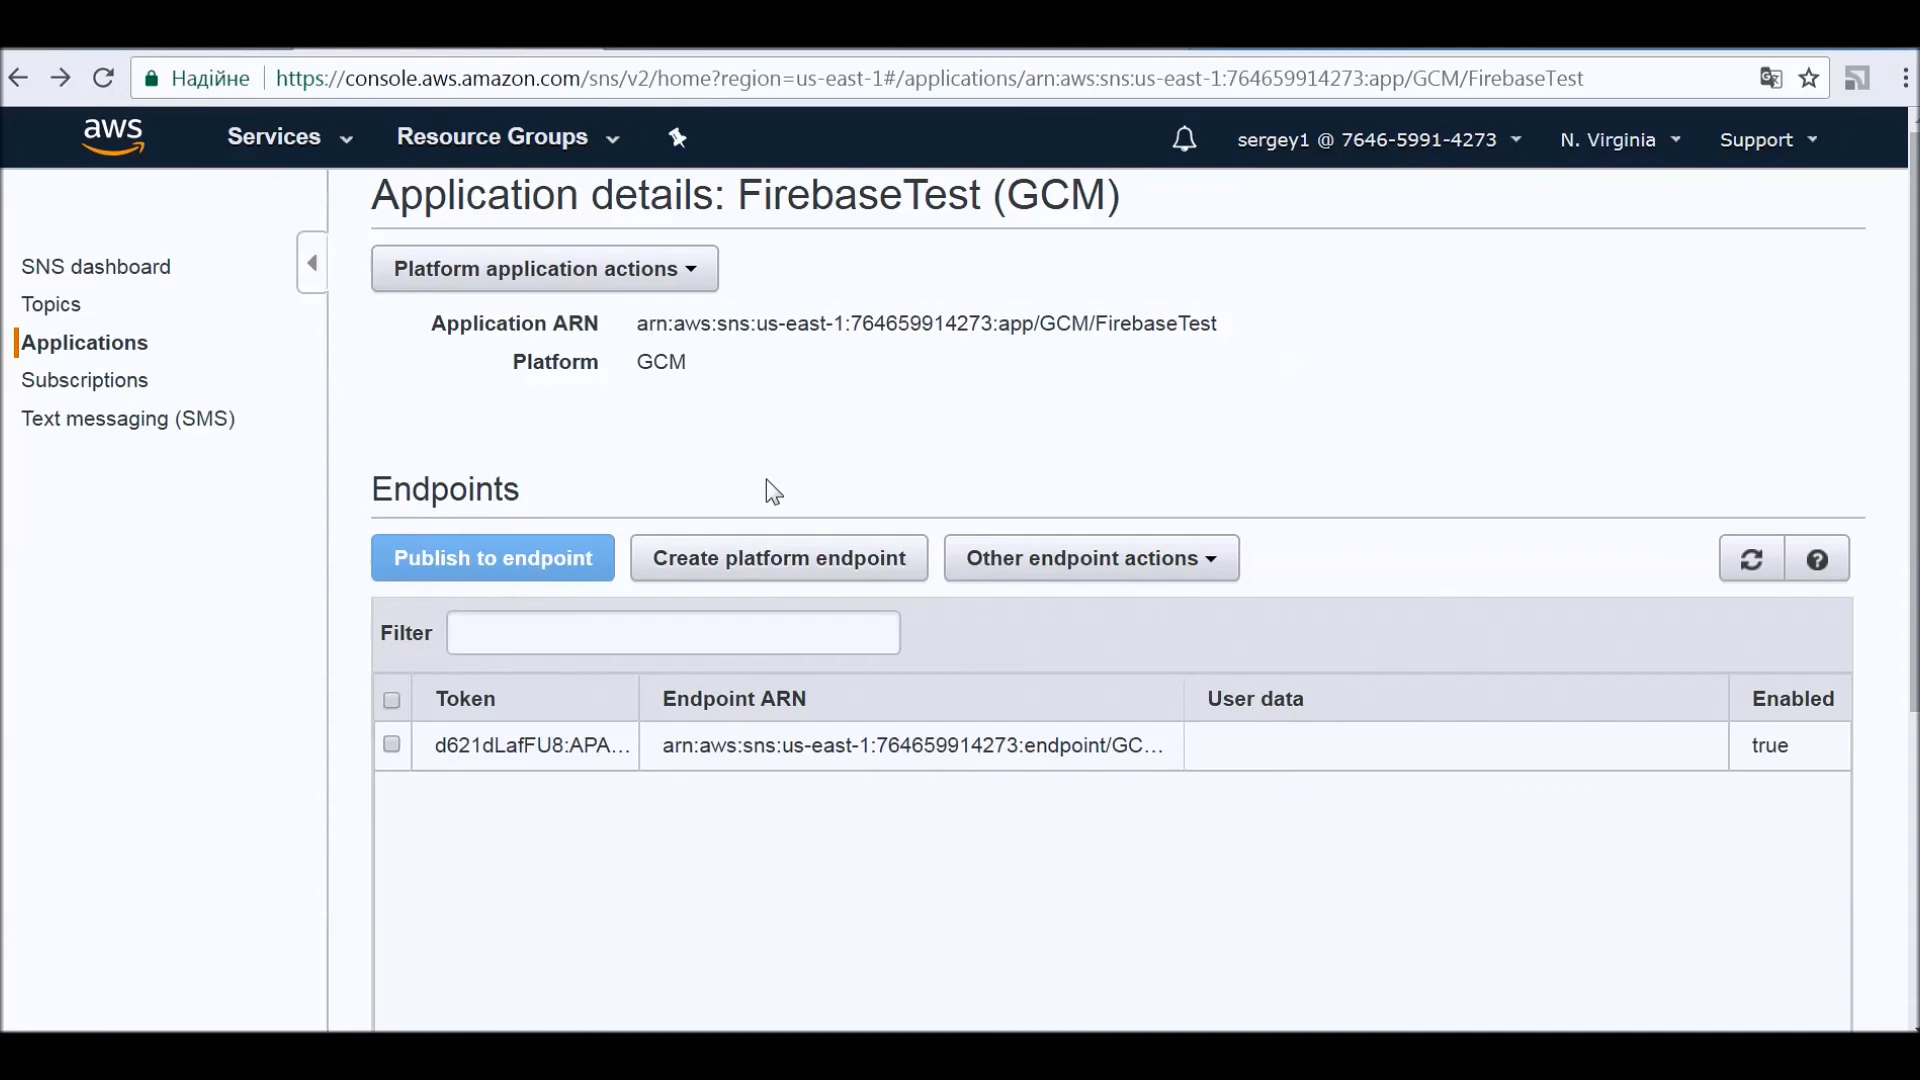 Надійне https://console.aws.amazon.com/sns/v2/home?region=us-east-1#/applications/arn:aws:sns:us-east-1:764659914273:app/GCM/FirebaseTest
aws Services Resource Groups sergey1 @ 7646-5991-4273 N. Virginia Support
Application details: FirebaseTest (GCM)
SNS dashboard
Topics
Applications
Subscriptions
Text messaging (SMS)
Platform application actions
Application ARN arn:aws:sns:us-east-1:764659914273:app/GCM/FirebaseTest
Platform GCM
Endpoints
Publish to endpoint Create platform endpoint Other endpoint actions
Filter
Token Endpoint ARN User data Enabled
d621dLafFU8:APA... arn:aws:sns:us-east-1:764659914273:endpoint/GC... true